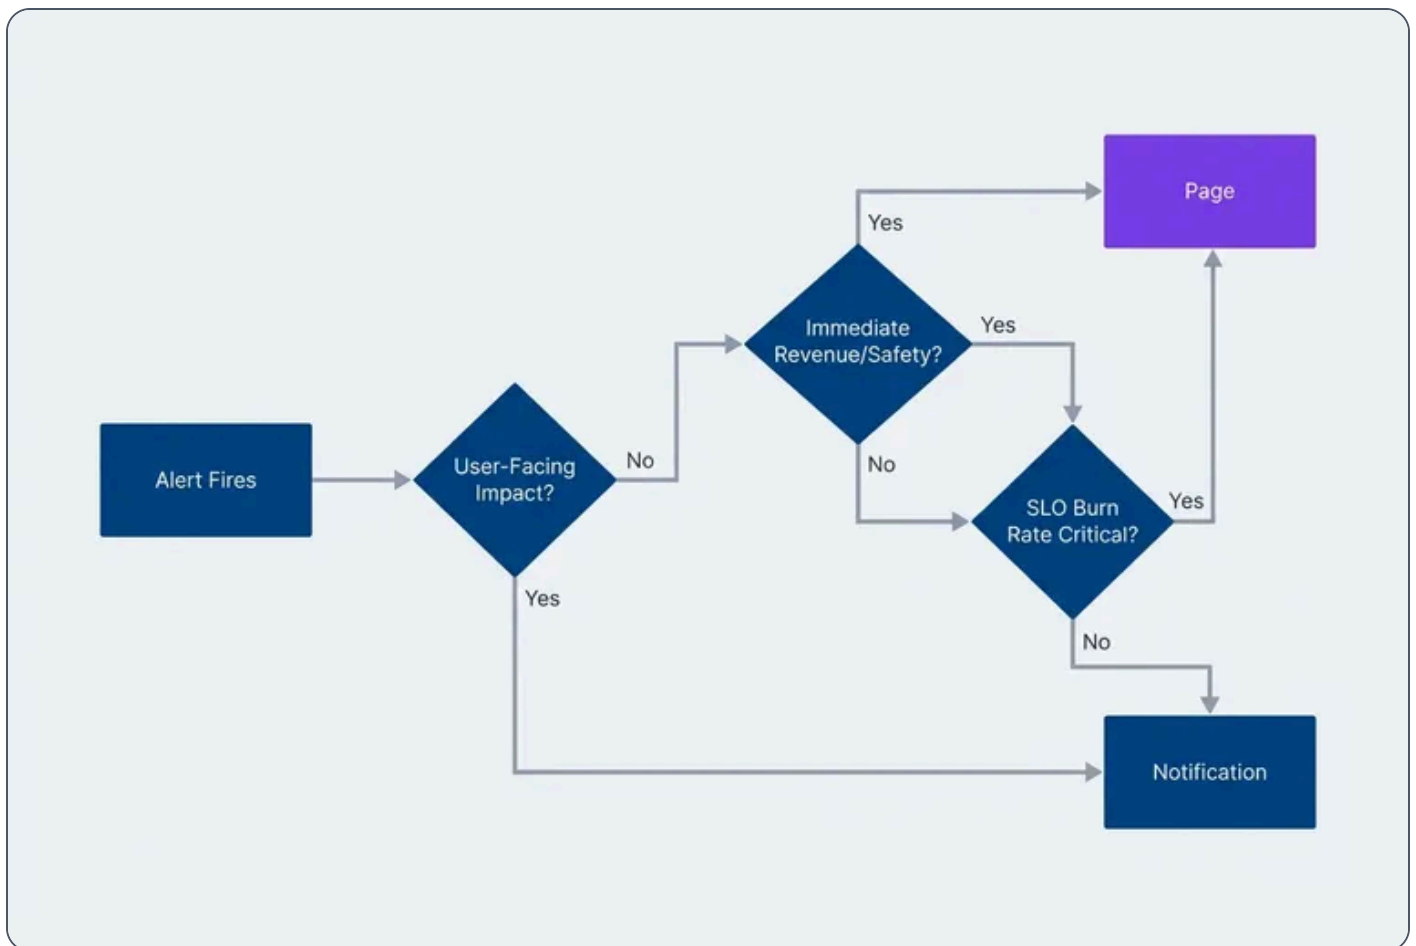 Page
Yes
Immediate
Revenue/Safety?
Yes
User-Facing
Impact?
No
Alert Fires
No
SLO Burn
Rate Critical?
Yes
Yes
No
Notification